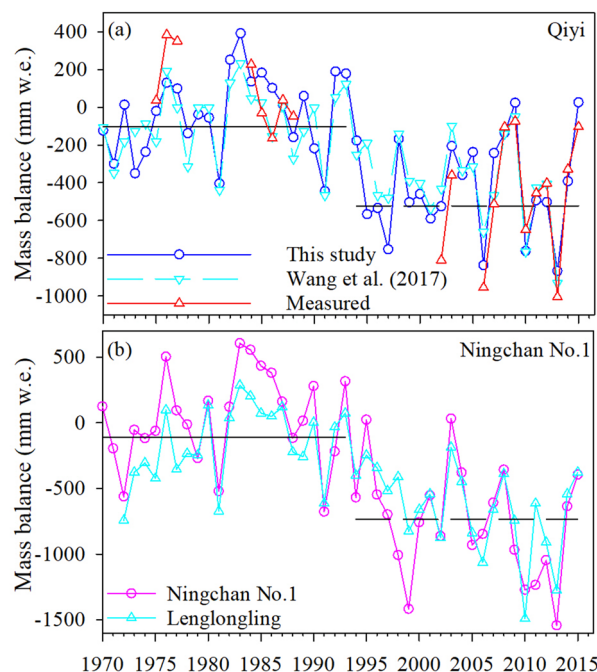 (a) Qiyi
Mass balance (mm w.e.)
400
200
0
-200
-400
-600
-800
-1000
This study
Wang et al. (2017)
Measured
(b) Ningchan No.1
Mass balance (mm w.e.)
500
0
-500
-1000
-1500
Ningchan No.1
Lenglongling
1970 1975 1980 1985 1990 1995 2000 2005 2010 2015